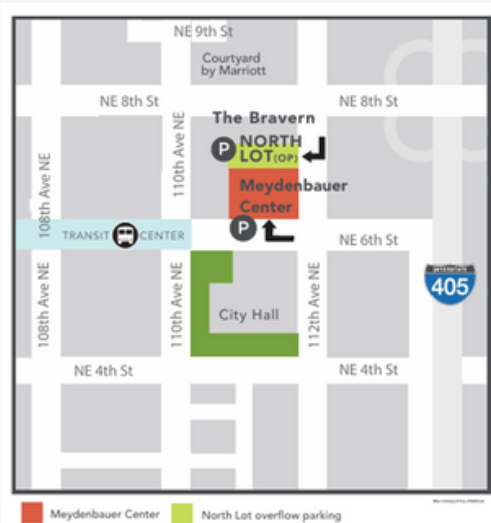 NE 9th St
Courtyard
by Marriott
NE 8th St
NE 8th St
The Bravern
P
NORTH
LOT(OP)
110th Ave NE
108th Ave NE
Meydenbauer
Center
P
TRANSIT
CENTER
NE 6th St
INTERSTATE
405
108th Ave NE
110th Ave NE
City Hall
112th Ave NE
NE 4th St
NE 4th St
Meydenbauer Center
North Lot overflow parking